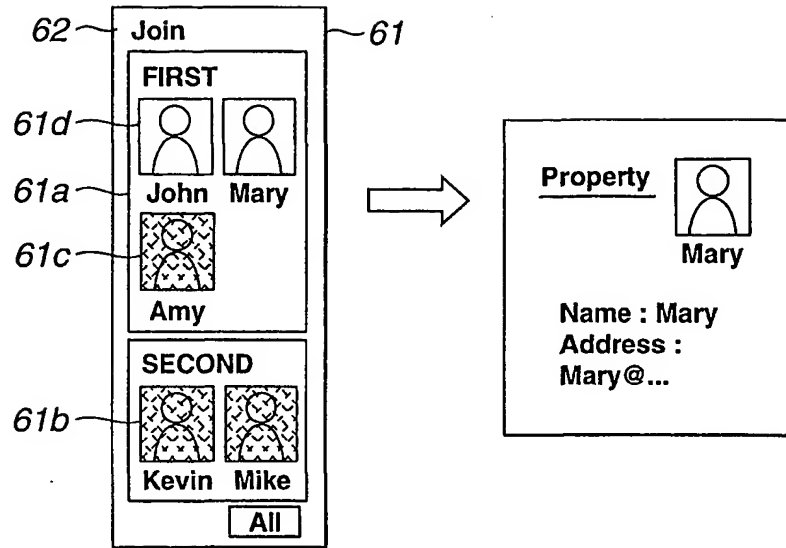 62 Join 61
FIRST
61d
61a John Mary
61c
Amy
SECOND
61b
Kevin Mike
All
Property
Mary
Name : Mary
Address :
Mary@...